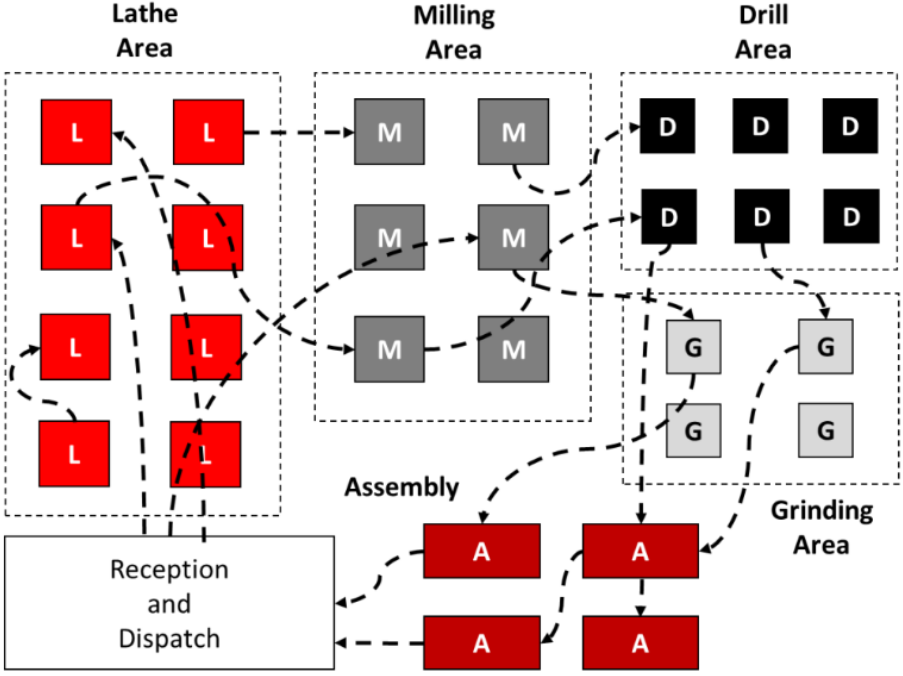 Lathe
Area
Milling
Area
Drill
Area
L L M M D D D
L L M M D D D
L L M M G G
L L G G
Assembly
Grinding
Area
A A
Reception
and
Dispatch
A A